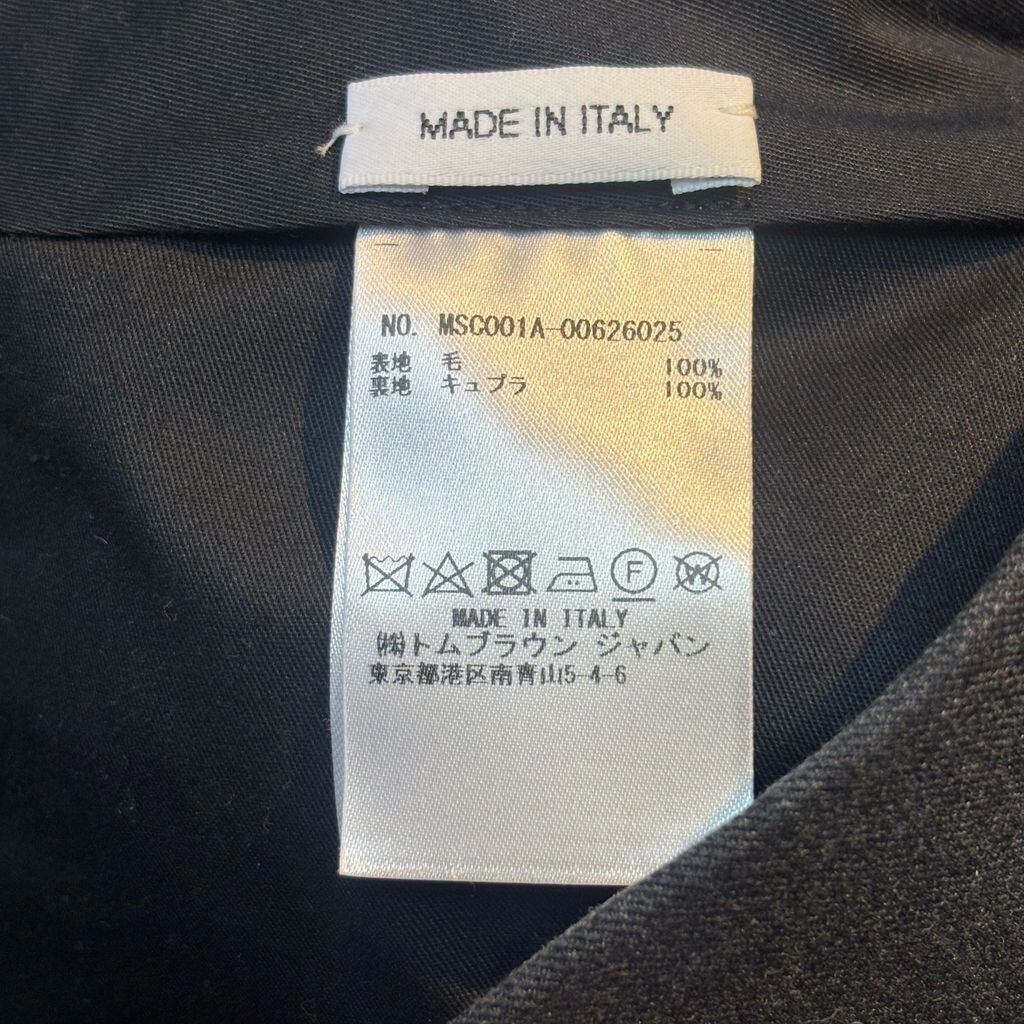 MADE IN ITALY
NO. MSC001A-00626025
表地 毛 100%
裏地 キュプラ 100%
F W
MADE IN ITALY
㈱トムブラウン ジャパン
東京都港区南青山5-4-6